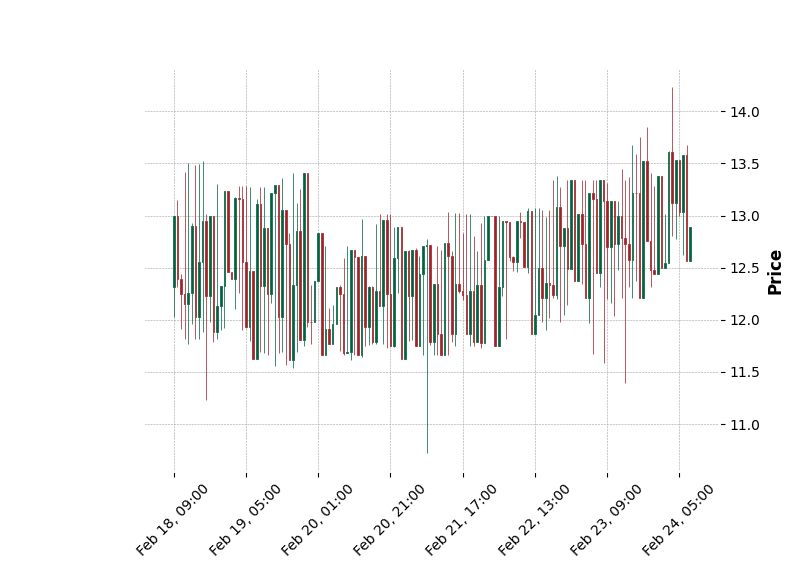 14.0
13.5
13.0
12.5
12.0
11.5
11.0
Price
Feb 18, 09:00
Feb 19, 05:00
Feb 20, 01:00
Feb 20, 21:00
Feb 21, 17:00
Feb 22, 13:00
Feb 23, 09:00
Feb 24, 05:00